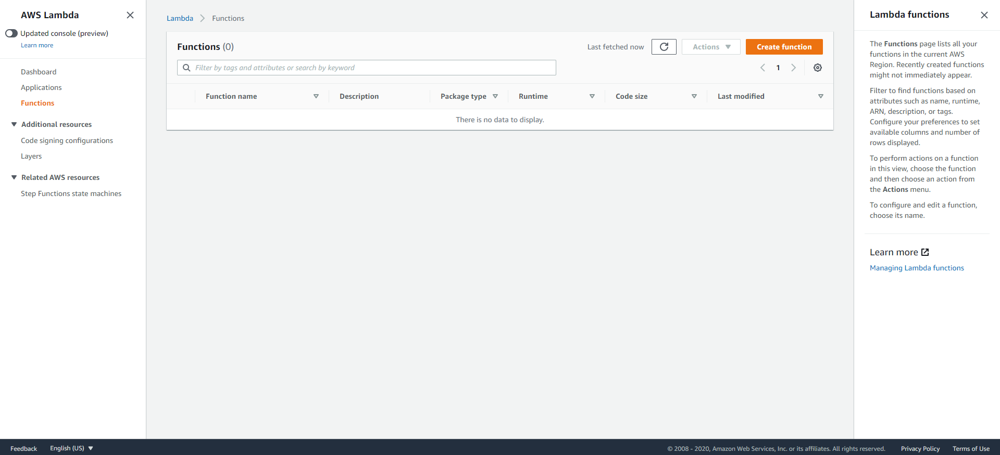 AWS Lambda
Updated console (preview)
Learn more
Dashboard
Applications
Functions
Additional resources
Code signing configurations
Layers
Related AWS resources
Step Functions state machines
Lambda Functions
Functions (0)
Last fetched now
Actions
Create function
Filter by tags and attributes or search by keyword
1
Function name Description Package type Runtime Code size Last modified
There is no data to display.
Lambda functions
The Functions page lists all your
functions in the current AWS
Region. Recently created functions
might not immediately appear.
Filter to find functions based on
attributes such as name, runtime,
ARN, description, or tags.
Configure your preferences to set
available columns and number of
rows displayed.
To perform actions on a function
in this view, choose the function
and then choose an action from
the Actions menu.
To configure and edit a function,
choose its name.
Learn more
Managing Lambda functions
Feedback English (US) © 2008 - 2020, Amazon Web Services, Inc. or its affiliates. All rights reserved. Privacy Policy Terms of Use